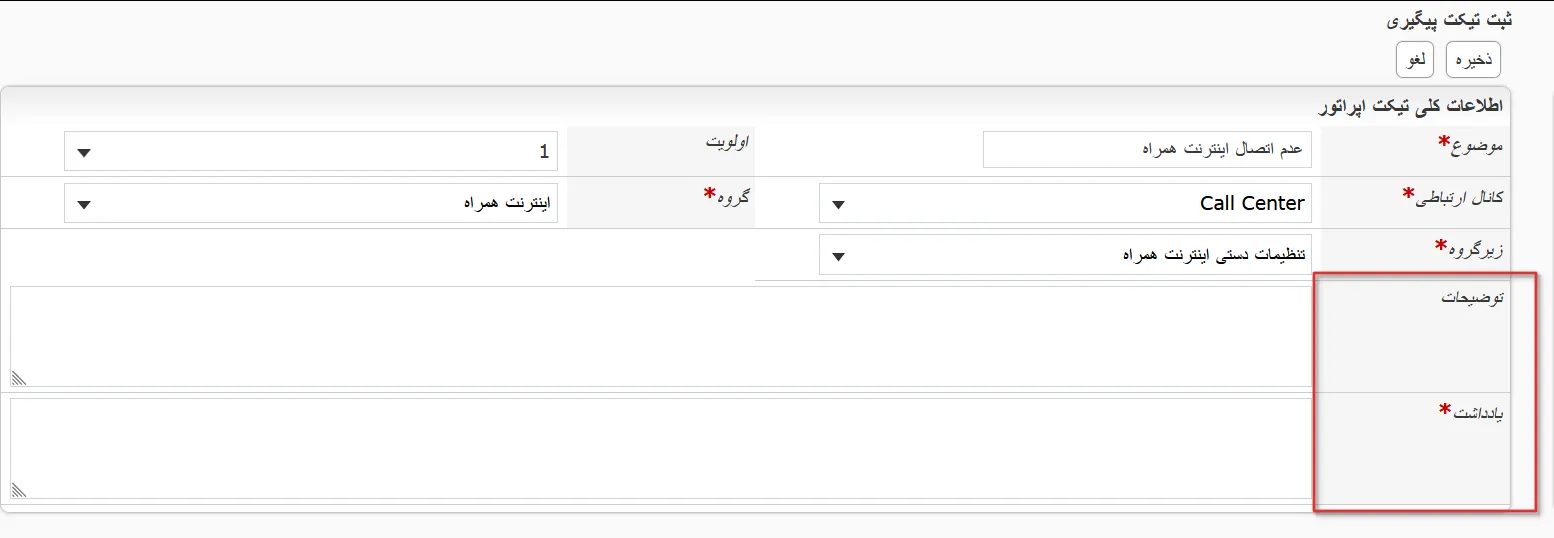 ثبت تیکت پیگیری
ذخیره لغو
اطلاعات کلی تیکت اپراتور
موضوع* عدم اتصال اینترنت همراه اولویت 1
کانال ارتباطی* Call Center گروه* اینترنت همراه
زیرگروه* تنظیمات دستی اینترنت همراه
توضیحات
یادداشت*